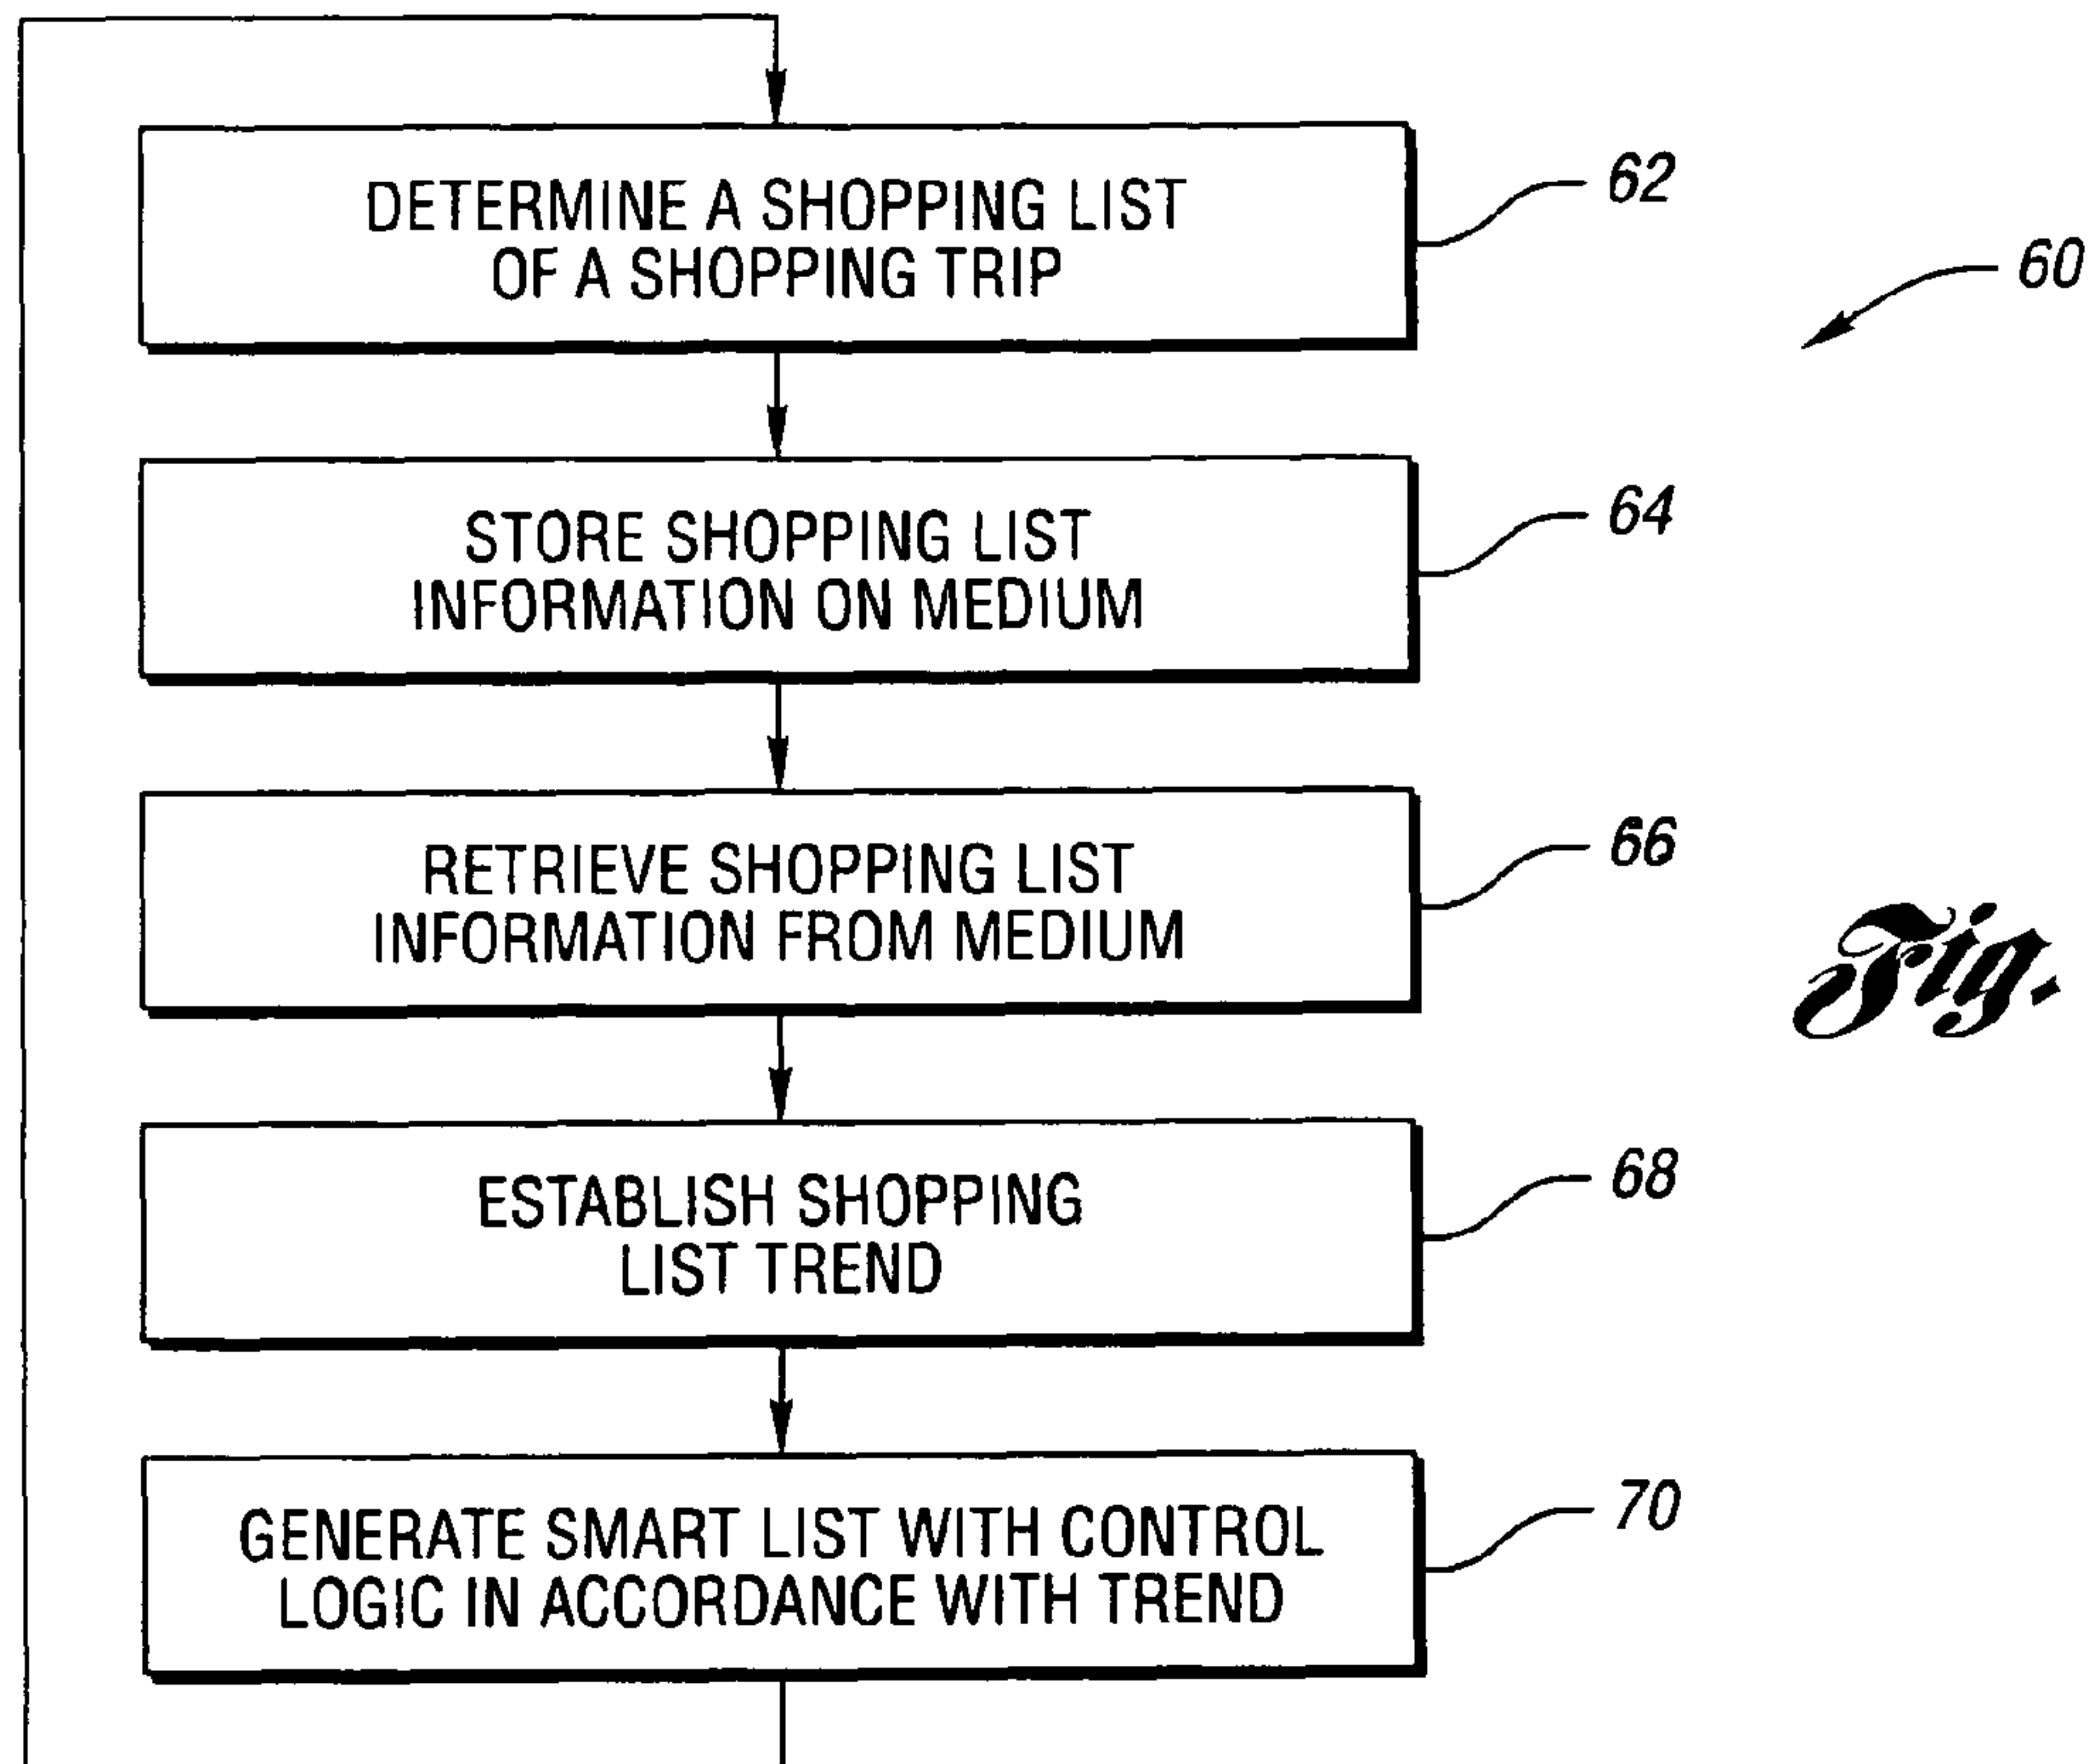 DETERMINE A SHOPPING LIST
OF A SHOPPING TRIP
62
60
STORE SHOPPING LIST
INFORMATION ON MEDIUM
64
RETRIEVE SHOPPING LIST
INFORMATION FROM MEDIUM
66
Fig.
ESTABLISH SHOPPING
LIST TREND
68
GENERATE SMART LIST WITH CONTROL
LOGIC IN ACCORDANCE WITH TREND
70